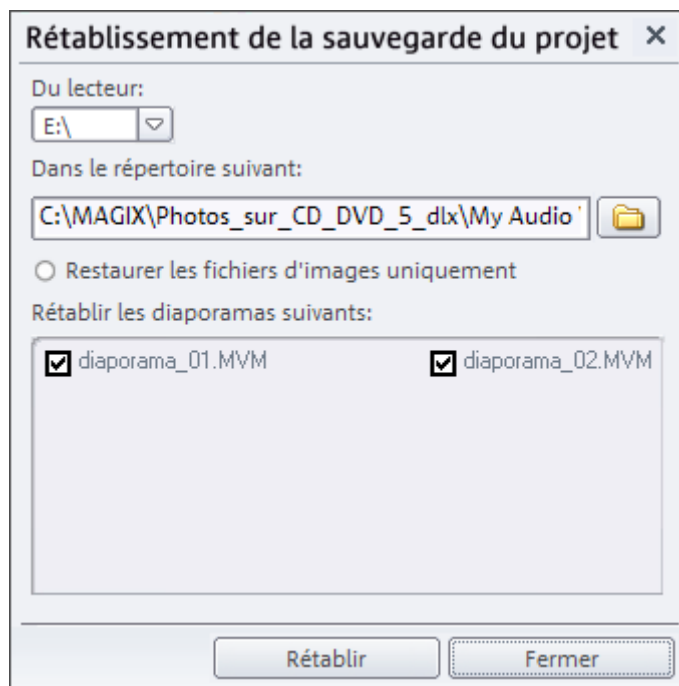 Rétablissement de la sauvegarde du projet
Du lecteur:
E:\
Dans le répertoire suivant:
C:\MAGIX\Photos_sur_CD_DVD_5_dlx\My Audio
Restaurer les fichiers d'images uniquement
Rétablir les diaporamas suivants:
diaporama_01.MVM diaporama_02.MVM
Rétablir Fermer